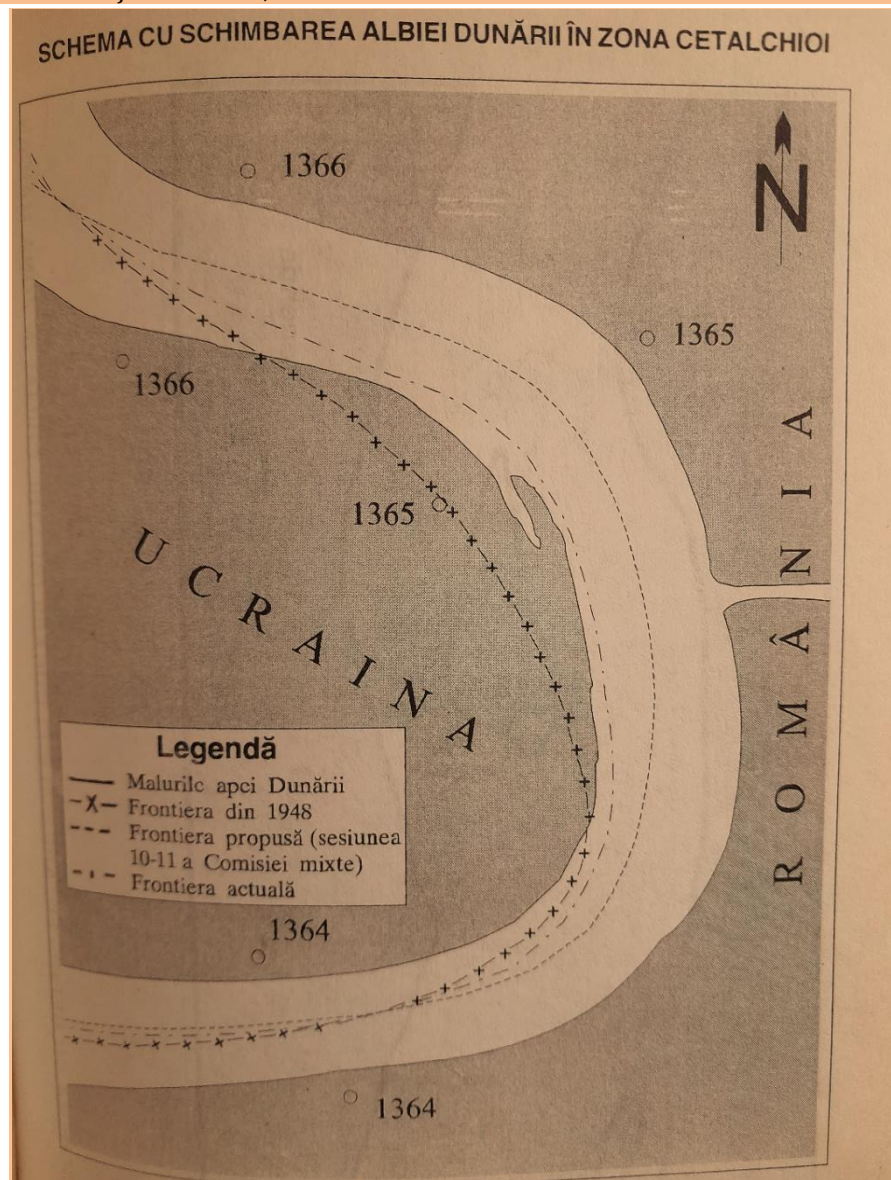 SCHEMA CU SCHIMBAREA ALBIEI DUNĂRII ÎN ZONA CETALCHIOI
1366
N
1365
1366
1365
UCRAINA
ROMÂNIA
Legendă
Malurile apei Dunării
Frontiera din 1948
Frontiera propusă (sesiunea
10-11 a Comisiei mixte)
Frontiera actuală
1364
1364